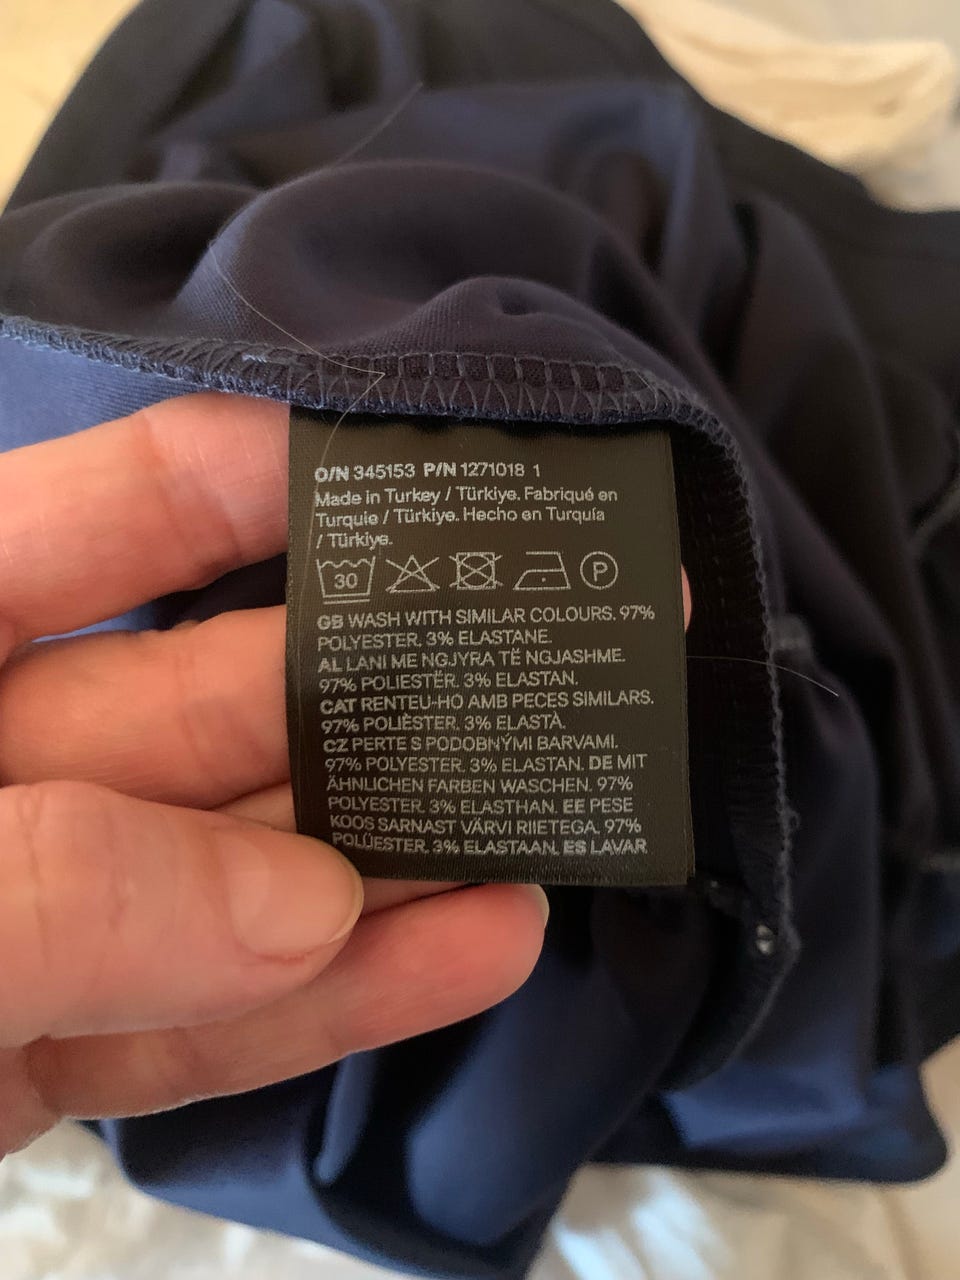 O/N 345153 P/N 1271018 1
Made in Turkey / Türkiye. Fabriqué en
Turquie / Türkiye. Hecho en Turquía
/ Türkiye.
30 P
GB WASH WITH SIMILAR COLOURS. 97%
POLYESTER. 3% ELASTANE.
AL LANI ME NGJYRA TË NGJASHME.
97% POLIESTËR. 3% ELASTAN.
CAT RENTEU-HO AMB PECES SIMILARS.
97% POLIÈSTER. 3% ELASTÀ.
CZ PERTE S PODOBNÝMI BARVAMI.
97% POLYESTER. 3% ELASTAN. DE MIT
ÄHNLICHEN FARBEN WASCHEN. 97%
POLYESTER. 3% ELASTHAN. EE PESE
KOOS SARNAST VÄRVI RIIETEGA. 97%
POLÜESTER. 3% ELASTAAN. ES LAVAR